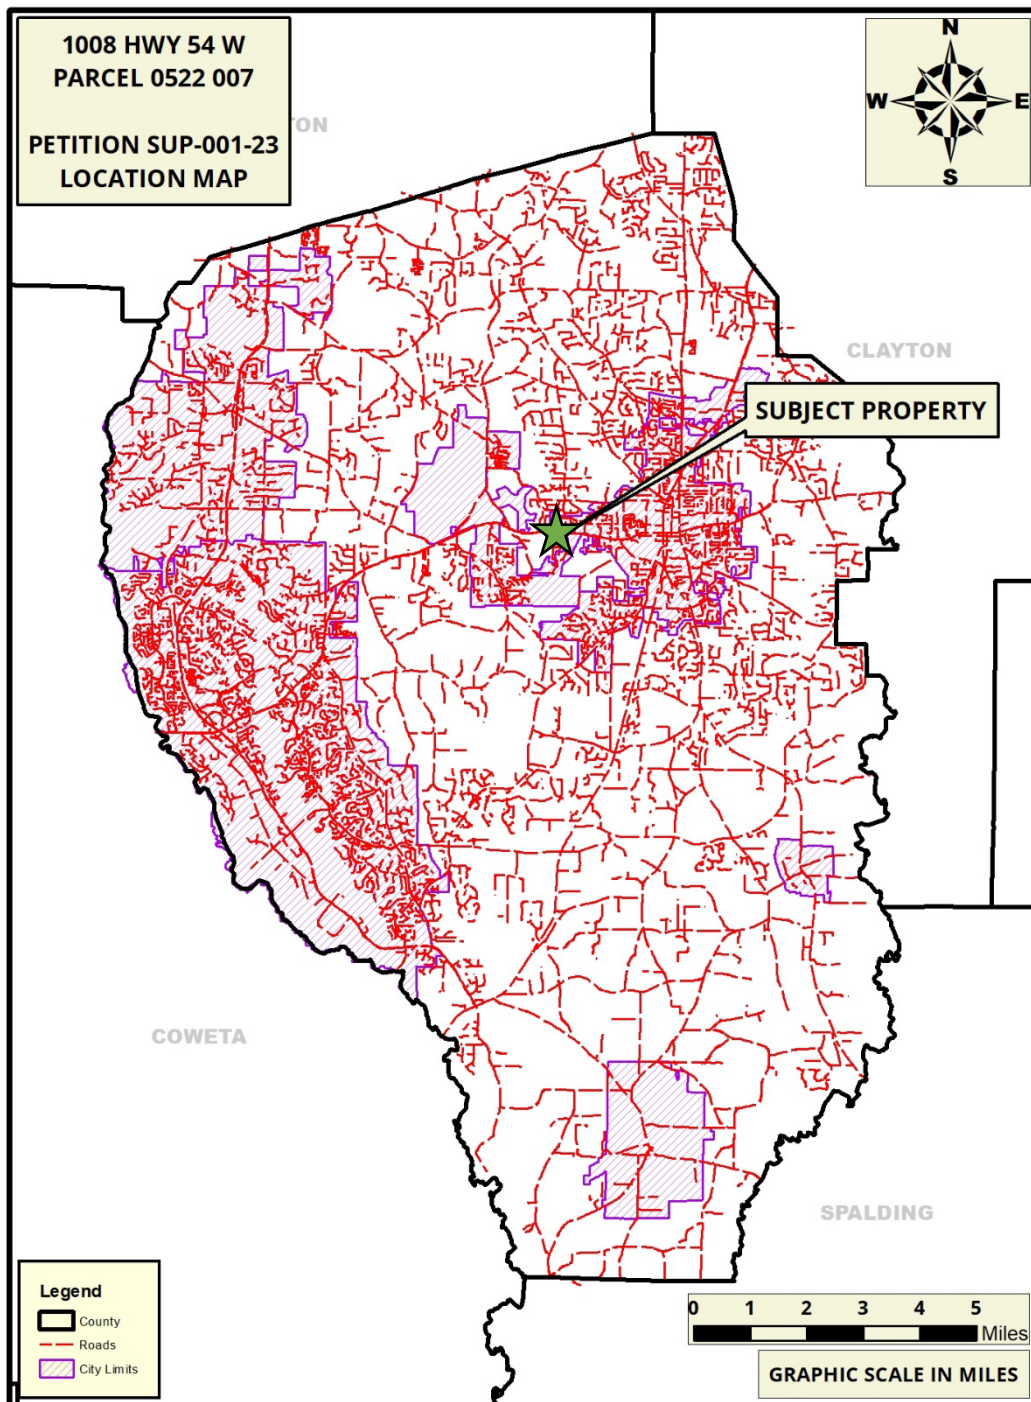 1008 HWY 54 W
PARCEL 0522 007
PETITION SUP-001-23
LOCATION MAP
TON
N
W
E
S
CLAYTON
SUBJECT PROPERTY
COWETA
SPALDING
Legend
County
Roads
City Limits
0 1 2 3 4 5
Miles
GRAPHIC SCALE IN MILES